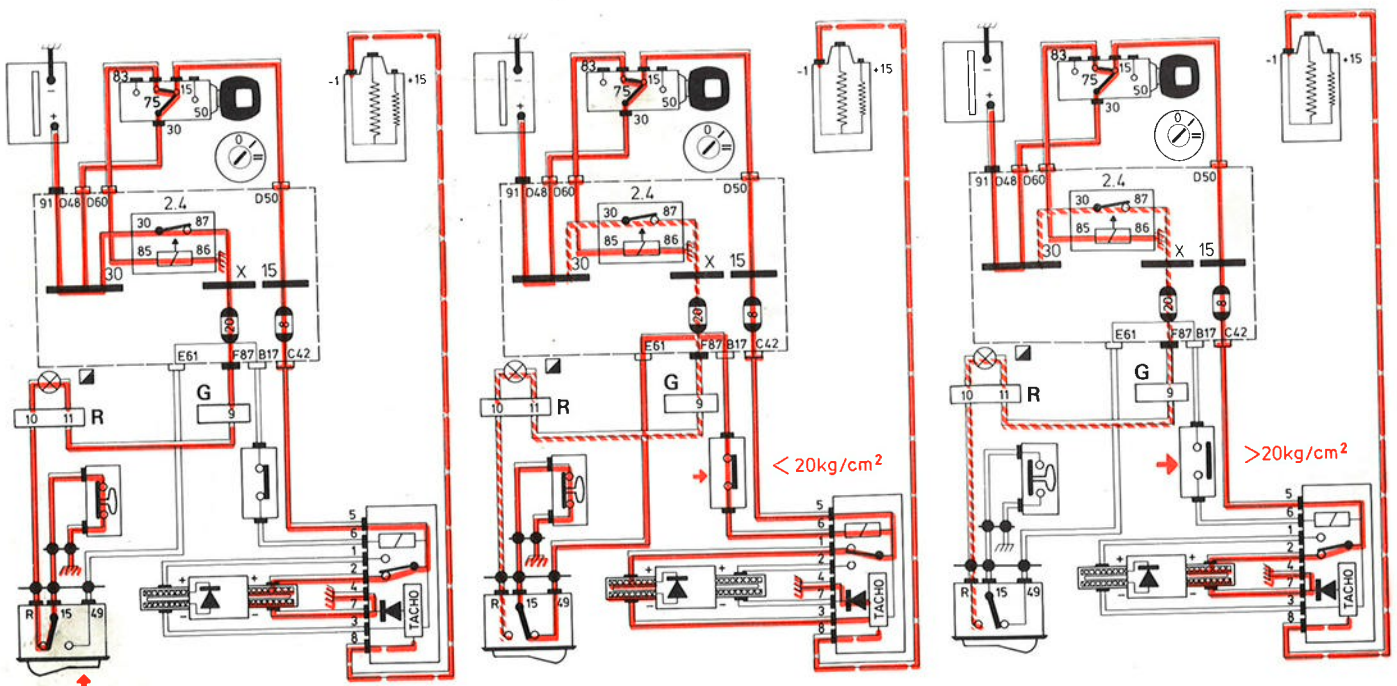 83 15
75 50
30
0
-
+
-1 +15
91 D48 D60 D50
2.4
30 87
85 86
30 X 15
20 8
E61 F87 B17 C42
G
9
10 11 R
5
6
1
2
4
7
3
8
+ +
- -
TACHO
R 15 49
83 15
75 50
30
0
-
+
-1 +15
91 D48 D60 D50
2.4
30 87
85 86
30 X 15
20 8
E61 F87 B17 C42
G
9
10 11 R
< 20kg/cm²
5
6
1
2
4
7
3
8
+ +
- -
TACHO
R 15 49
83 15
75 50
30
0
-
+
-1 +15
91 D48 D60 D50
2.4
30 87
85 86
30 X 15
20 8
E61 F87 B17 C42
G
9
10 11 R
>20kg/cm²
5
6
1
2
4
7
3
8
+ +
- -
TACHO
R 15 49